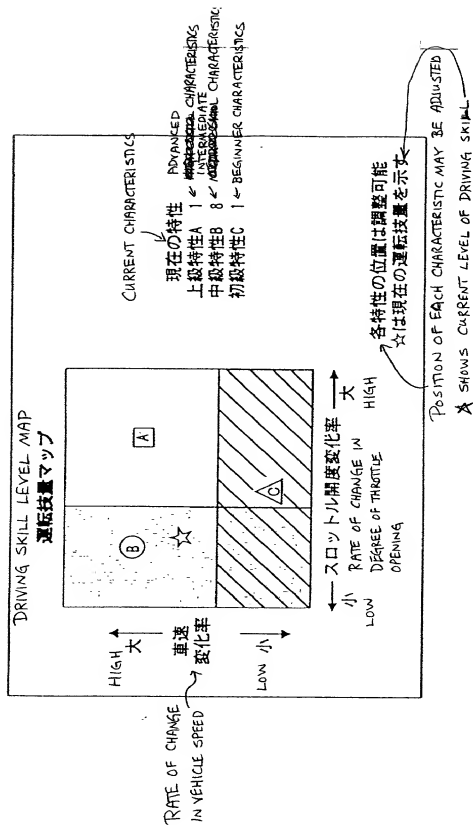 DRIVING SKILL LEVEL MAP
運転技量マップ
HIGH
大
車速
変化率
小
LOW
RATE OF CHANGE
IN VEHICLE SPEED
A
B
☆
C
小 スロットル開度変化率 大
LOW
RATE OF CHANGE IN
DEGREE OF THROTTLE
OPENING
HIGH
CURRENT CHARACTERISTICS
現在の特性
上級特性A 1
ADVANCED
CHARACTERISTICS
中級特性B 8
INTERMEDIATE
CHARACTERISTIC
初級特性C 1
BEGINNER CHARACTERISTICS
各特性の位置は調整可能
☆は現在の運転技量を示す
POSITION OF EACH CHARACTERISTIC MAY BE ADJUSTED
☆ SHOWS CURRENT LEVEL OF DRIVING SKILL